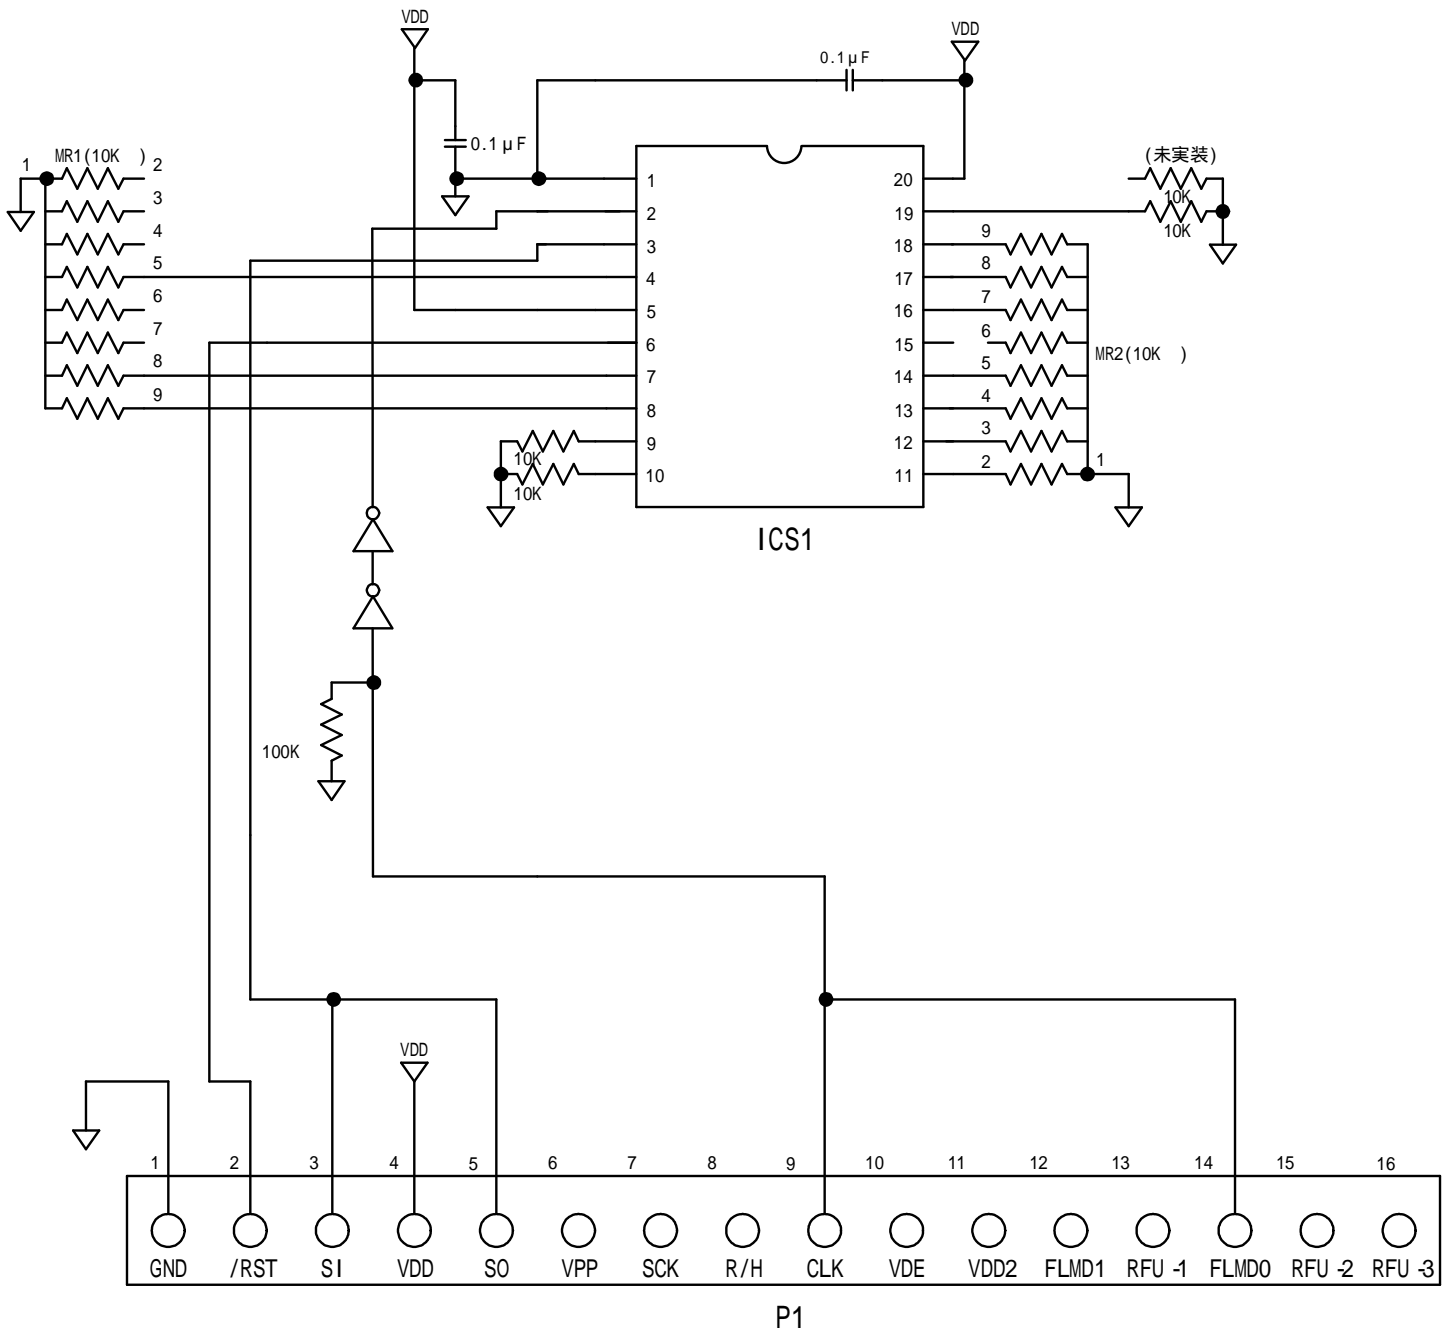 VDD
VDD
0.1μF
0.1μF
MR1(10K )
1
2
3
4
5
6
7
8
9
(未実装)
10K
10K
1
2
3
4
5
6
7
8
9
10
20
19
18
17
16
15
14
13
12
11
9
8
7
6
5
4
3
2
1
MR2(10K )
10K
10K
ICS1
100K
VDD
1 2 3 4 5 6 7 8 9 10 11 12 13 14 15 16
GND /RST SI VDD SO VPP SCK R/H CLK VDE VDD2 FLMD1 RFU-1 FLMD0 RFU-2 RFU-3
P1